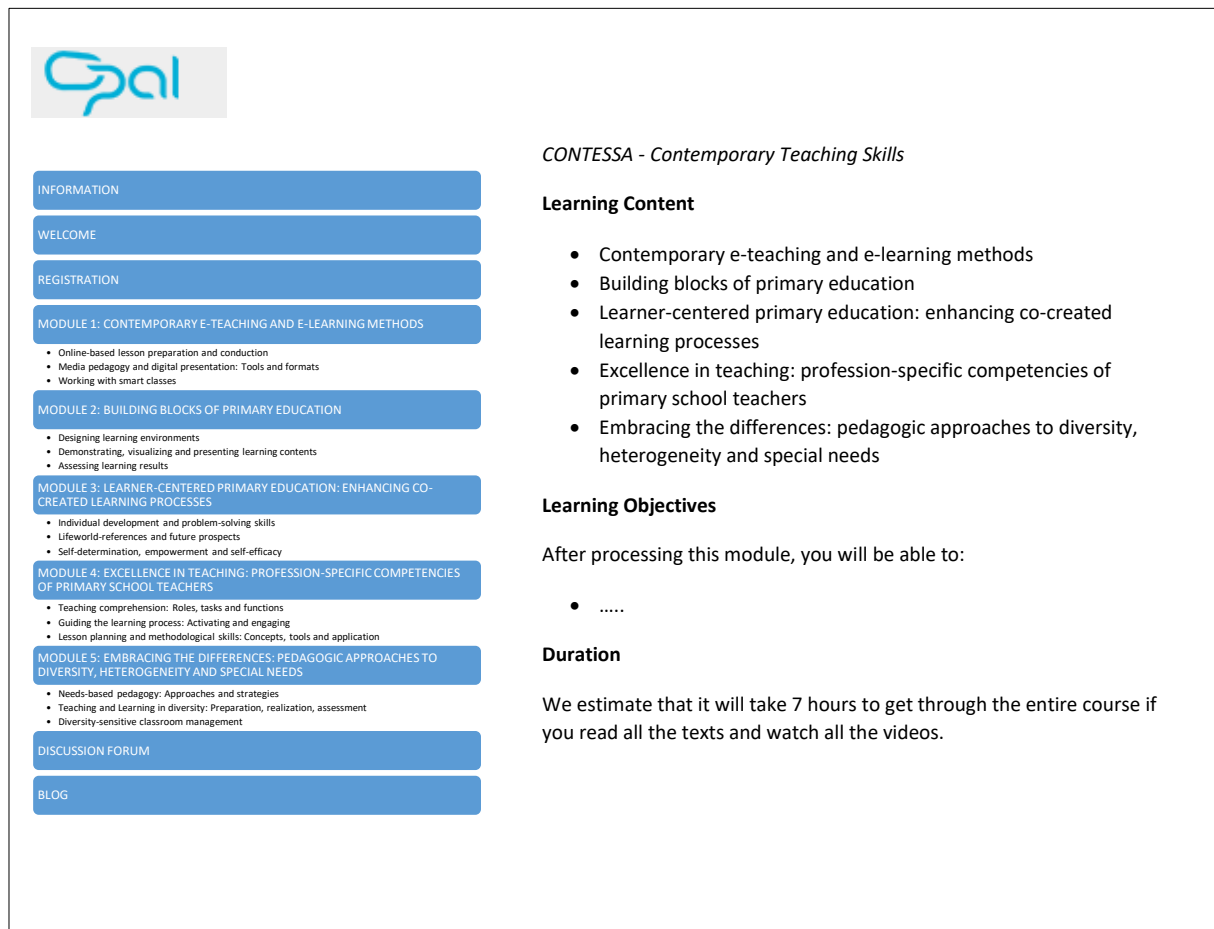 Opal
INFORMATION
WELCOME
REGISTRATION
MODULE 1: CONTEMPORARY E-TEACHING AND E-LEARNING METHODS
• Online-based lesson preparation and conduction
• Media pedagogy and digital presentation: Tools and formats
• Working with smart classes
MODULE 2: BUILDING BLOCKS OF PRIMARY EDUCATION
• Designing learning environments
• Demonstrating, visualizing and presenting learning contents
• Assessing learning results
MODULE 3: LEARNER-CENTERED PRIMARY EDUCATION: ENHANCING CO-
CREATED LEARNING PROCESSES
• Individual development and problem-solving skills
• Lifeworld-references and future prospects
• Self-determination, empowerment and self-efficacy
MODULE 4: EXCELLENCE IN TEACHING: PROFESSION-SPECIFIC COMPETENCIES
OF PRIMARY SCHOOL TEACHERS
• Teaching comprehension: Roles, tasks and functions
• Guiding the learning process: Activating and engaging
• Lesson planning and methodological skills: Concepts, tools and application
MODULE 5: EMBRACING THE DIFFERENCES: PEDAGOGIC APPROACHES TO
DIVERSITY, HETEROGENEITY AND SPECIAL NEEDS
• Needs-based pedagogy: Approaches and strategies
• Teaching and Learning in diversity: Preparation, realization, assessment
• Diversity-sensitive classroom management
DISCUSSION FORUM
BLOG
CONTESSA - Contemporary Teaching Skills
Learning Content
• Contemporary e-teaching and e-learning methods
• Building blocks of primary education
• Learner-centered primary education: enhancing co-created
learning processes
• Excellence in teaching: profession-specific competencies of
primary school teachers
• Embracing the differences: pedagogic approaches to diversity,
heterogeneity and special needs
Learning Objectives
After processing this module, you will be able to:
• …..
Duration
We estimate that it will take 7 hours to get through the entire course if
you read all the texts and watch all the videos.